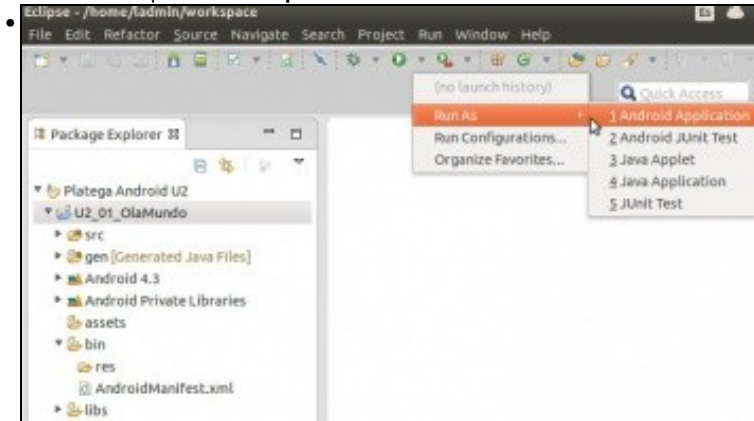 Eclipse - /home/ladmin/workspace
Es
File Edit Refactor Source Navigate Search Project Run Window Help
(no launch history)
Quick Access
Run As
1 Android Application
Run Configurations...
2 Android JUnit Test
Organize Favorites...
3 Java Applet
4 Java Application
5 JUnit Test
Package Explorer
Platega Android U2
U2_01_OlaMundo
src
gen [Generated Java Files]
Android 4.3
Android Private Libraries
assets
bin
res
AndroidManifest.xml
libs